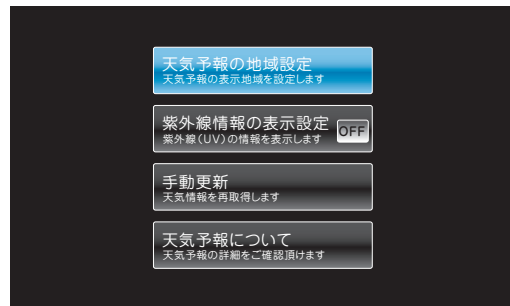 天気予報の地域設定
天気予報の表示地域を設定します
紫外線情報の表示設定
OFF
紫外線（UV）の情報を表示します
手動更新
天気情報を再取得します
天気予報について
天気予報の詳細をご確認頂けます